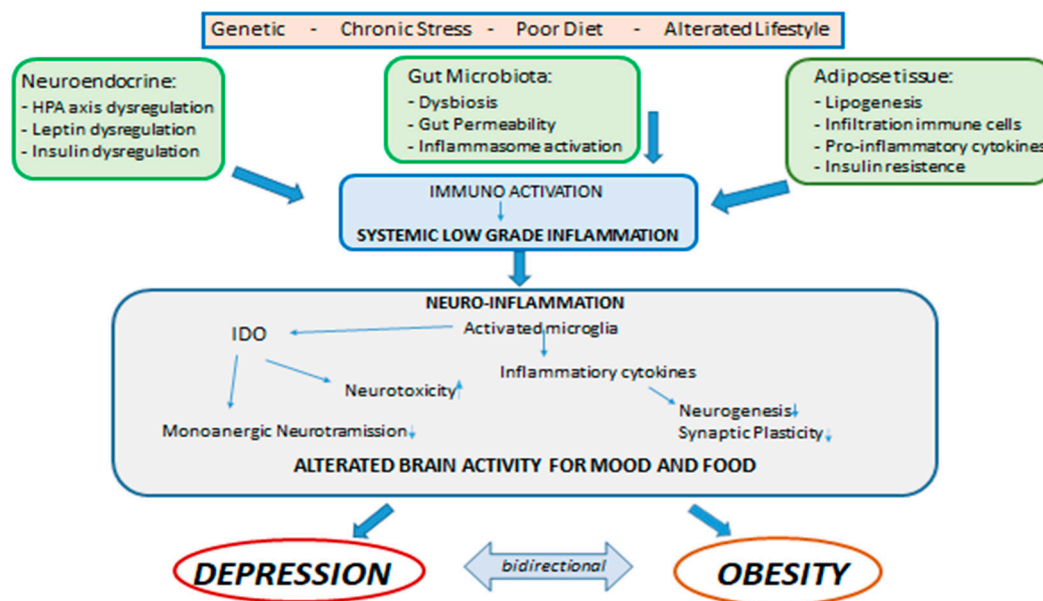 Genetic - Chronic Stress - Poor Diet - Altered Lifestyle
Neuroendocrine:
- HPA axis dysregulation
- Leptin dysregulation
- Insulin dysregulation
Gut Microbiota:
- Dysbiosis
- Gut Permeability
- Inflammasome activation
Adipose tissue:
- Lipogenesis
- Infiltration immune cells
- Pro-inflammatory cytokines
- Insulin resistence
IMMUNO ACTIVATION
SYSTEMIC LOW GRADE INFLAMMATION
NEURO-INFLAMMATION
Activated microglia
IDO
Inflammatiory cytokines
Neurotoxicity
Neurogenesis
Monoanergic Neurotramission
Synaptic Plasticity
ALTERATED BRAIN ACTIVITY FOR MOOD AND FOOD
DEPRESSION
bidirectional
OBESITY